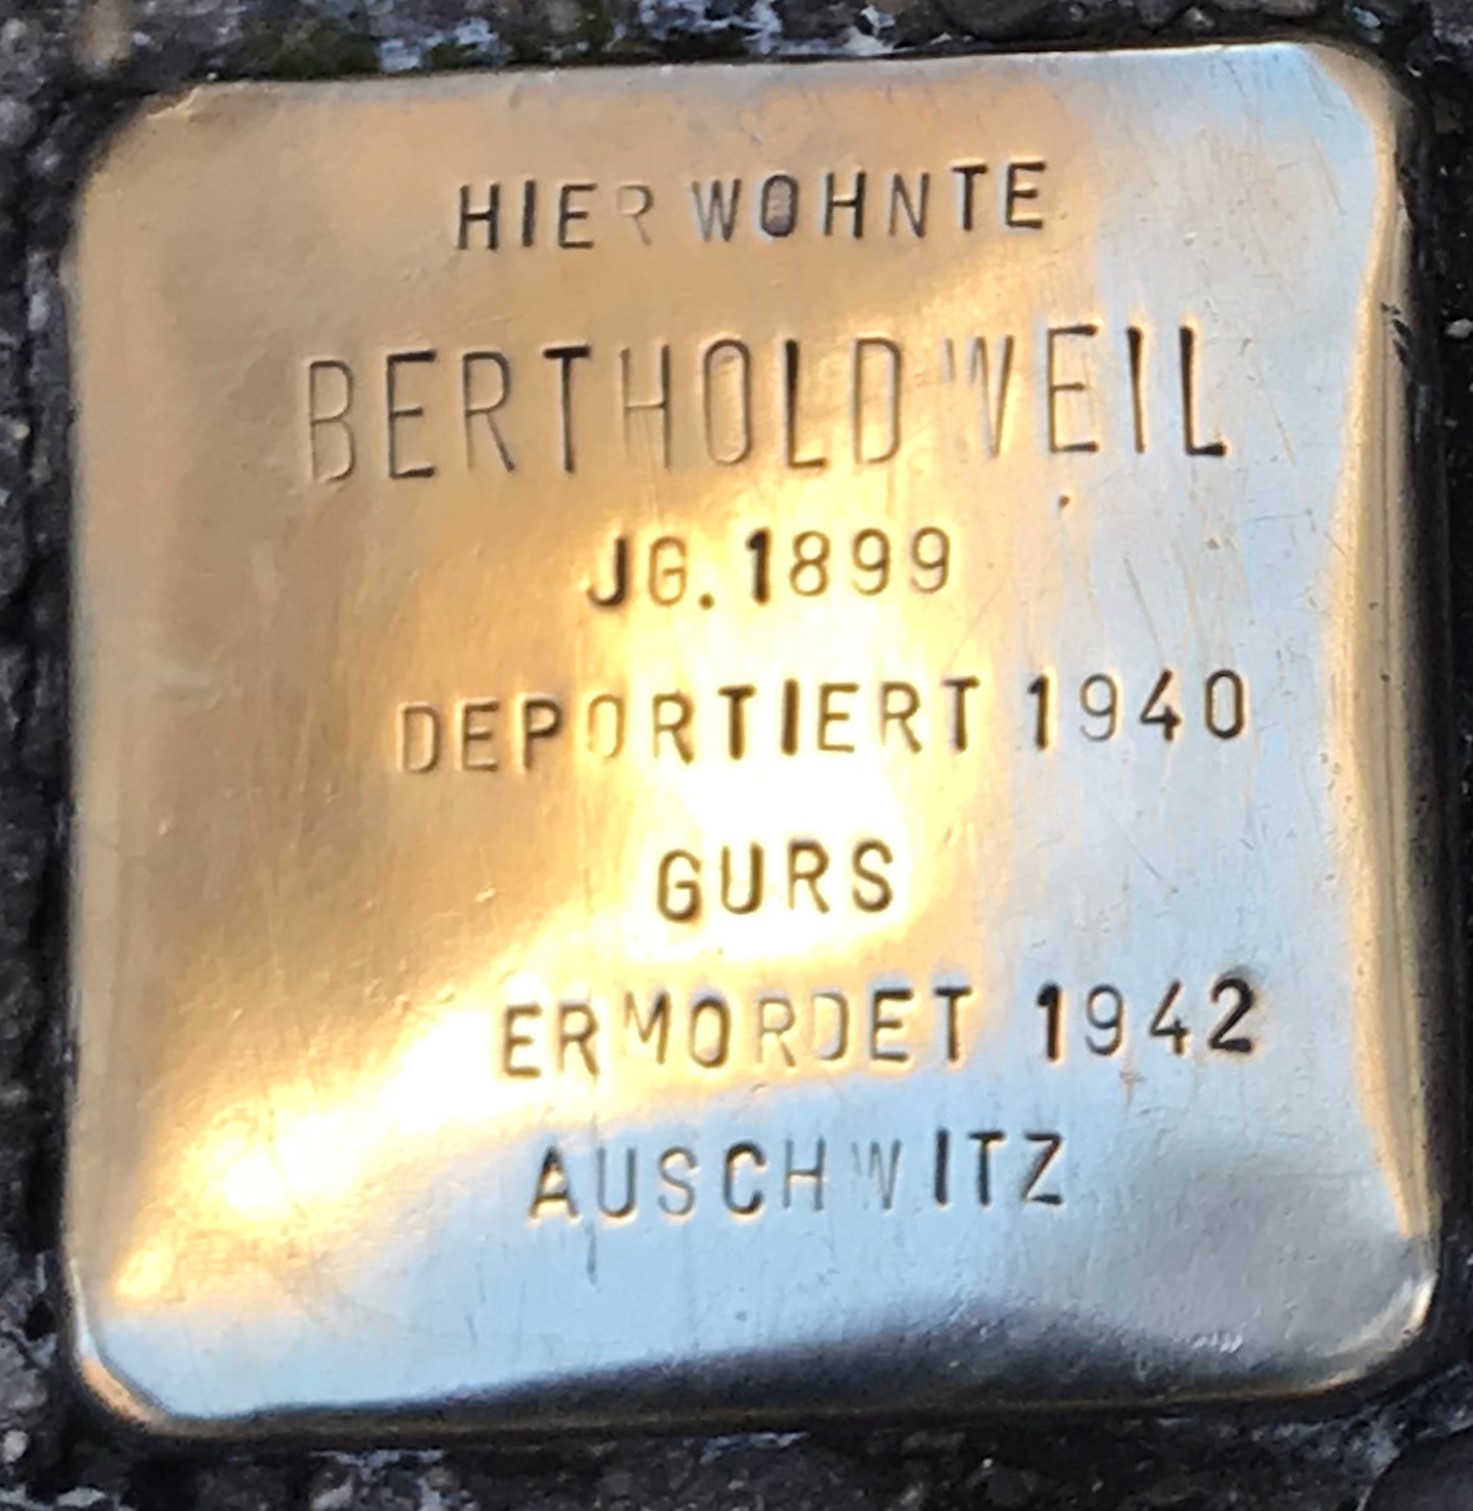 HIER WOHNTE
BERTHOLD WEIL
JG. 1899
DEPORTIERT 1940
GURS
ERMORDET 1942
AUSCHWITZ